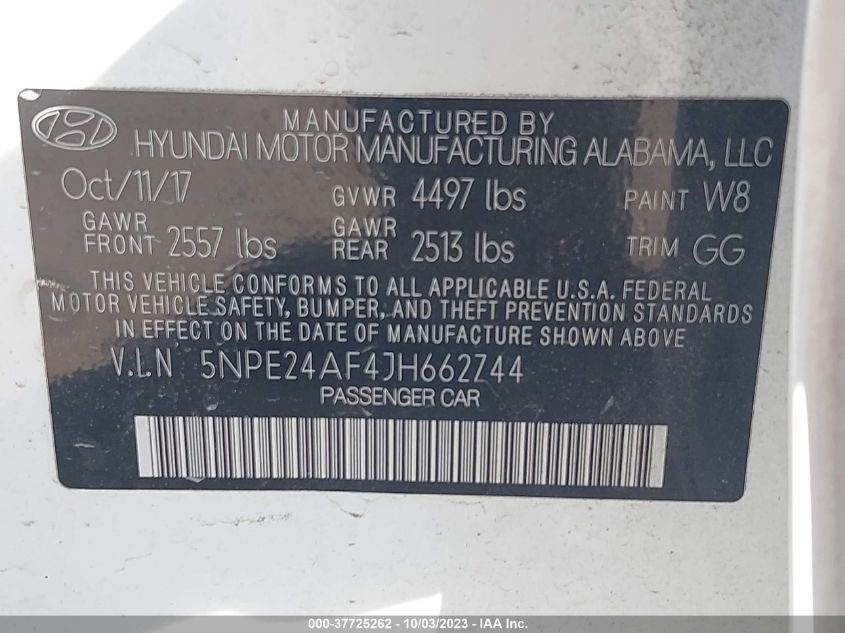 MANUFACTURED BY
HYUNDAI MOTOR MANUFACTURING ALABAMA, LLC
Oct/11/17 GVWR 4497 lbs PAINT W8
GAWR FRONT 2557 lbs GAWR REAR 2513 lbs TRIM GG
THIS VEHICLE CONFORMS TO ALL APPLICABLE U.S.A. FEDERAL
MOTOR VEHICLE SAFETY, BUMPER, AND THEFT PREVENTION STANDARDS
IN EFFECT ON THE DATE OF MANUFACTURE SHOWN ABOVE.
V.I.N 5NPE24AF4JH662744
PASSENGER CAR
000-37725262 - 10/03/2023 - IAA Inc.